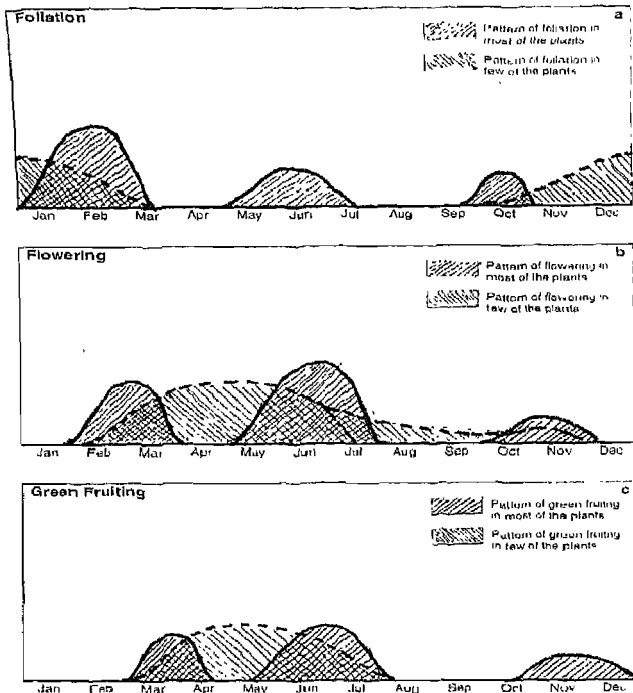 Foliation
a
Pattern of foliation in
most of the plants
Pattern of foliation in
few of the plants
Jan Feb Mar Apr May Jun Jul Aug Sep Oct Nov Dec
Flowering
b
Pattern of flowering in
most of the plants
Pattern of flowering in
few of the plants
Jan Feb Mar Apr May Jun Jul Aug Sep Oct Nov Dec
Green Fruiting
c
Pattern of green fruiting
in most of the plants
Pattern of green fruiting
in few of the plants
Jan Feb Mar Apr May Jun Jul Aug Sep Oct Nov Dec